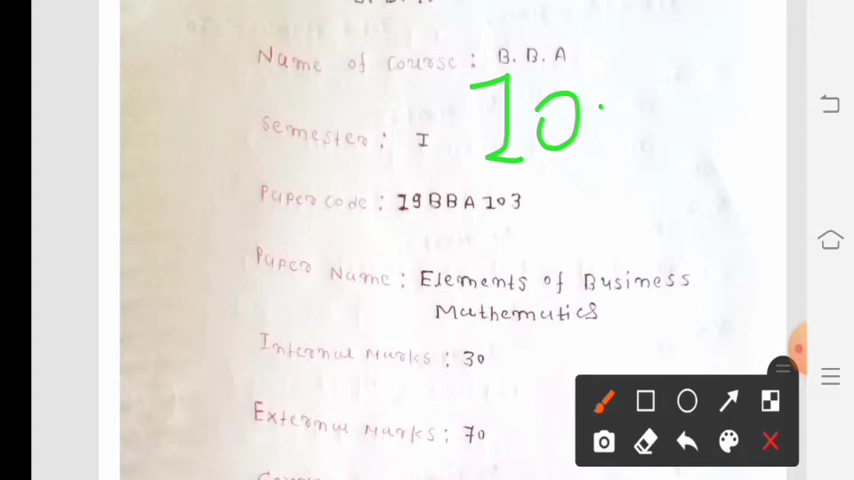 Name of Course : B.B.A
Semester : I
10
Paper code : 19BBA103
Paper Name : Elements of Business
Mathematics
Internal Marks : 30
External Marks : 70